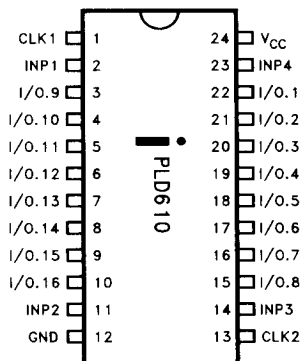 CLK1 1 24 VCC
INP1 2 23 INP4
I/O.9 3 22 I/O.1
I/O.10 4 21 I/O.2
I/O.11 5 20 I/O.3
I/O.12 6 19 I/O.4
I/O.13 7 18 I/O.5
I/O.14 8 17 I/O.6
I/O.15 9 16 I/O.7
I/O.16 10 15 I/O.8
INP2 11 14 INP3
GND 12 13 CLK2
PLD610